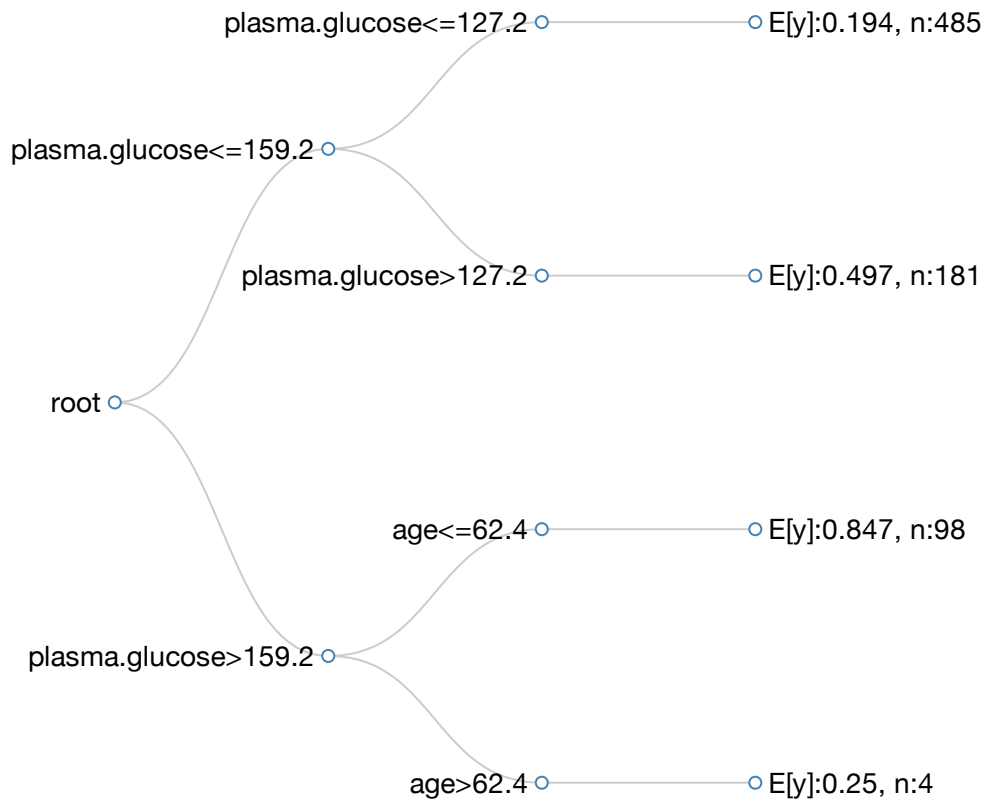 plasma.glucose<=127.2
E[y]:0.194, n:485
plasma.glucose<=159.2
plasma.glucose>127.2
E[y]:0.497, n:181
root
age<=62.4
E[y]:0.847, n:98
plasma.glucose>159.2
age>62.4
E[y]:0.25, n:4